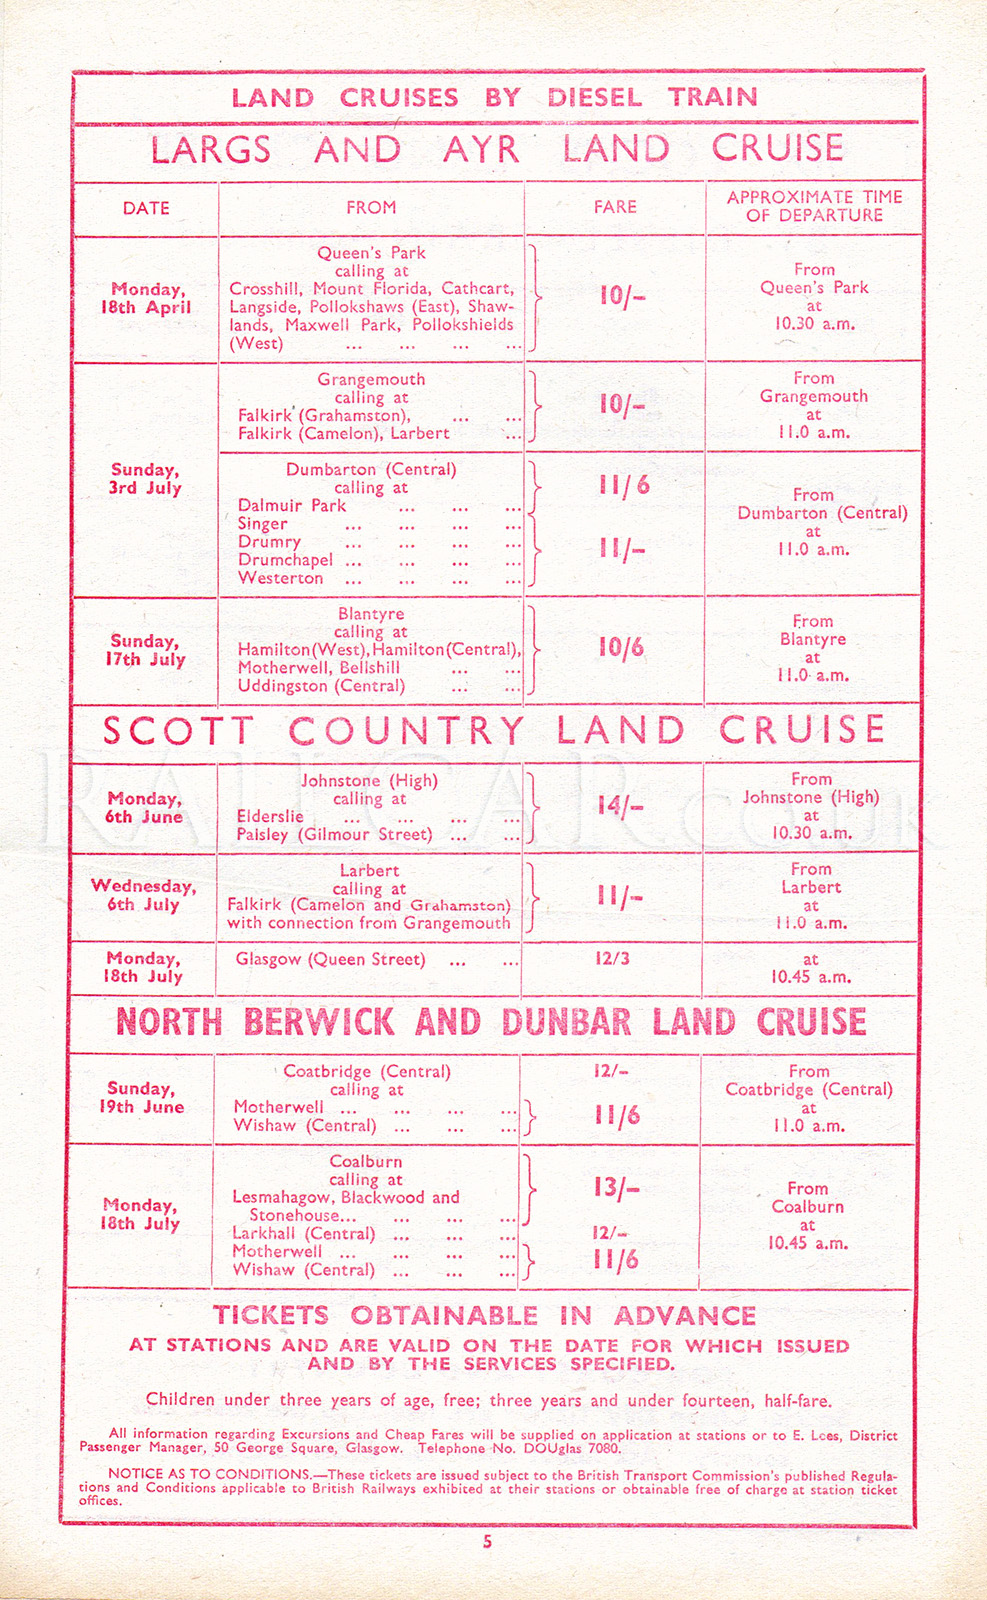 LAND CRUISES BY DIESEL TRAIN
LARGS AND AYR LAND CRUISE
DATE
FROM
FARE
APPROXIMATE TIME
OF DEPARTURE
Monday,
18th April
Queen's Park
calling at
Crosshill, Mount Florida, Cathcart,
Langside, Pollokshaws (East), Shaw-
lands, Maxwell Park, Pollokshields
(West) ... ... ... ...
10/-
From
Queen's Park
at
10.30 a.m.
Sunday,
3rd July
Grangemouth
calling at
Falkirk (Grahamston), ... ...
Falkirk (Camelon), Larbert ...
10/-
From
Grangemouth
at
11.0 a.m.
Dumbarton (Central)
calling at
Dalmuir Park ... ... ...
Singer ... ... ... ...
Drumry ... ... ... ...
Drumchapel ... ... ... ...
Westerton ... ... ... ...
11/6
11/-
From
Dumbarton (Central)
at
11.0 a.m.
Sunday,
17th July
Blantyre
calling at
Hamilton (West), Hamilton (Central),
Motherwell, Bellshill ... ...
Uddingston (Central) ... ...
10/6
From
Blantyre
at
11.0 a.m.
SCOTT COUNTRY LAND CRUISE
Monday,
6th June
Johnstone (High)
calling at
Elderslie ... ... ... ...
Paisley (Gilmour Street) ... ...
14/-
From
Johnstone (High)
at
10.30 a.m.
Wednesday,
6th July
Larbert
calling at
Falkirk (Camelon and Grahamston)
with connection from Grangemouth
11/-
From
Larbert
at
11.0 a.m.
Monday,
18th July
Glasgow (Queen Street) ... ...
12/3
at
10.45 a.m.
RAILCAR.co.uk
NORTH BERWICK AND DUNBAR LAND CRUISE
Sunday,
19th June
Coatbridge (Central)
calling at
Motherwell ... ... ... ...
Wishaw (Central) ... ... ...
12/-
11/6
From
Coatbridge (Central)
at
11.0 a.m.
Monday,
18th July
Coalburn
calling at
Lesmahagow, Blackwood and
Stonehouse... ... ... ...
Larkhall (Central) ... ... ...
Motherwell ... ... ... ...
Wishaw (Central) ... ... ...
13/-
12/-
11/6
From
Coalburn
at
10.45 a.m.
TICKETS OBTAINABLE IN ADVANCE
AT STATIONS AND ARE VALID ON THE DATE FOR WHICH ISSUED
AND BY THE SERVICES SPECIFIED.
Children under three years of age, free; three years and under fourteen, half-fare.
All information regarding Excursions and Cheap Fares will be supplied on application at stations or to E. Lees, District
Passenger Manager, 50 George Square, Glasgow. Telephone No. DOUglas 7080.
NOTICE AS TO CONDITIONS.—These tickets are issued subject to the British Transport Commission's published Regula-
tions and Conditions applicable to British Railways exhibited at their stations or obtainable free of charge at station ticket
offices.
5